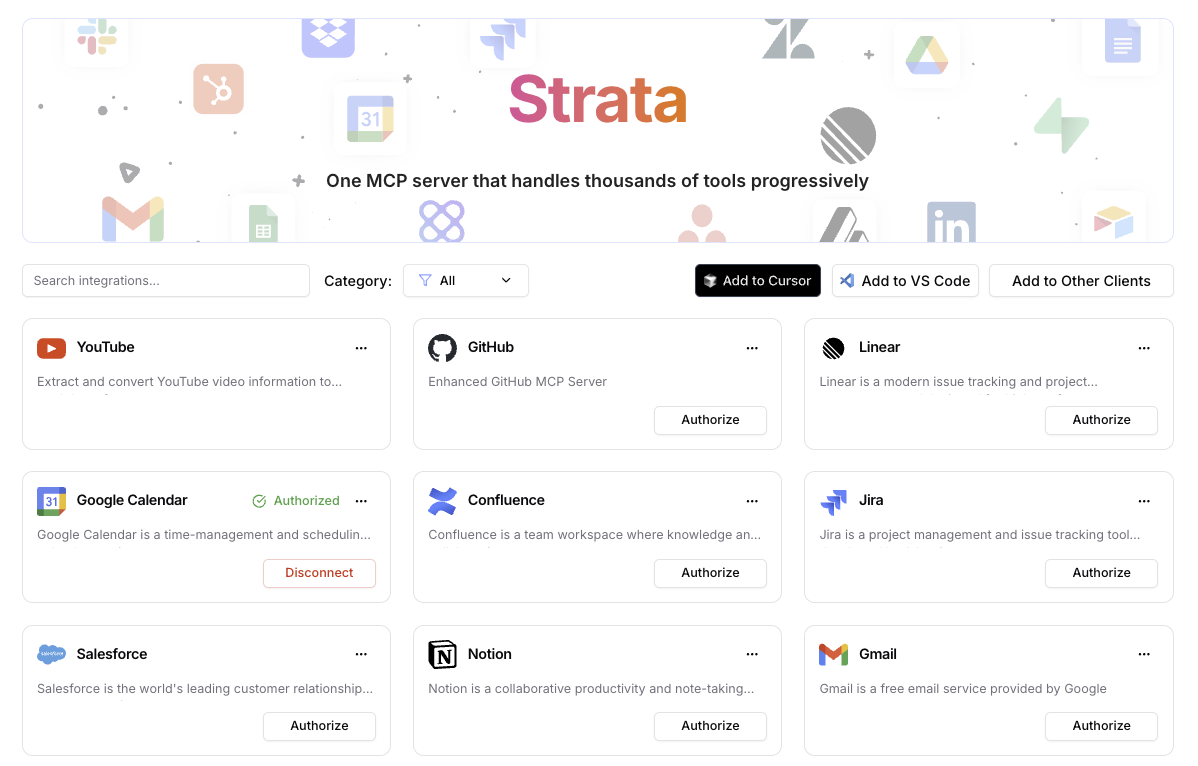 31
Strata
One MCP server that handles thousands of tools progressively
in
Search integrations...
Category:
All
Add to Cursor
Add to VS Code
Add to Other Clients
YouTube
...
Extract and convert YouTube video information to...
GitHub
...
Enhanced GitHub MCP Server
Authorize
Linear
...
Linear is a modern issue tracking and project...
Authorize
31
Google Calendar
Authorized
...
Google Calendar is a time-management and schedulin...
Disconnect
Confluence
...
Confluence is a team workspace where knowledge an...
Authorize
Jira
...
Jira is a project management and issue tracking tool...
Authorize
salesforce
Salesforce
...
Salesforce is the world's leading customer relationship...
Authorize
N
Notion
...
Notion is a collaborative productivity and note-taking...
Authorize
Gmail
...
Gmail is a free email service provided by Google
Authorize